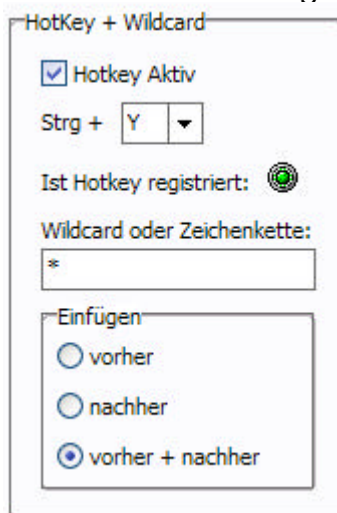 HotKey + Wildcard
Hotkey Aktiv
Strg + Y
Ist Hotkey registriert:
Wildcard oder Zeichenkette:
*
Einfügen
vorher
nachher
vorher + nachher